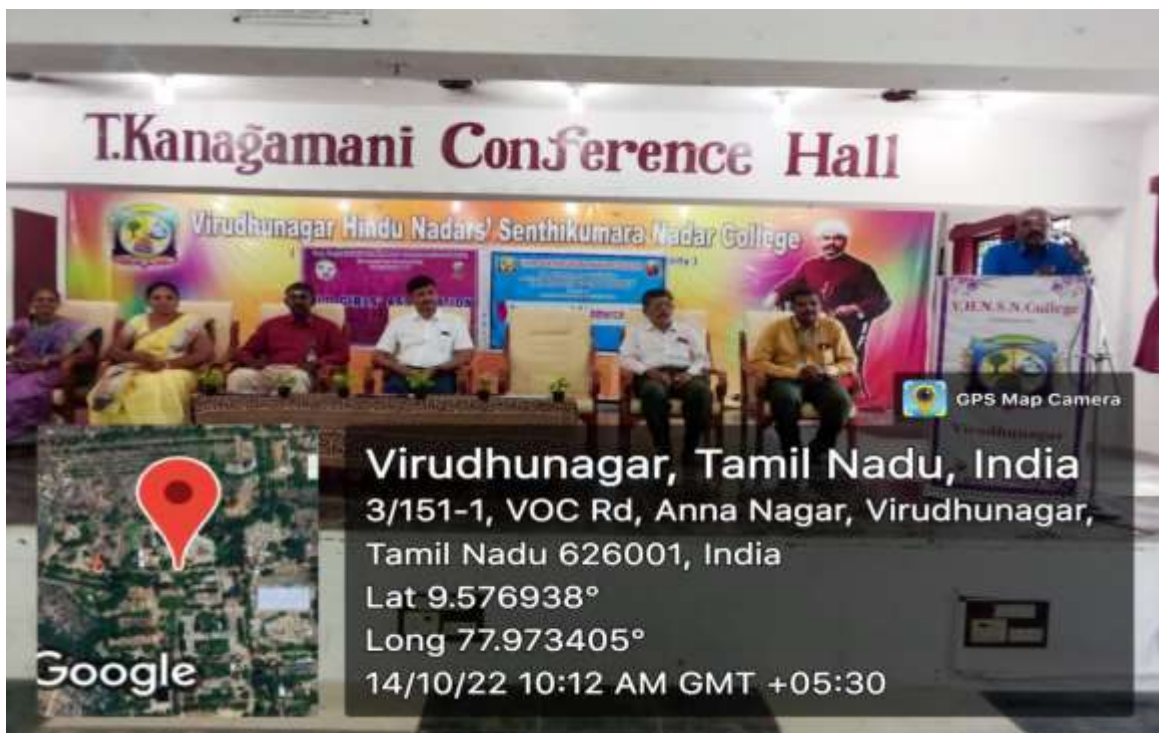 T.Kanagamani Conference Hall
Virudhunagar Hindu Nadars' Senthikumara Nadar College
GIRLS' ASSOCIATION
V.H.N.S.N.College
Virudhunagar
GPS Map Camera
Google
Virudhunagar, Tamil Nadu, India
3/151-1, VOC Rd, Anna Nagar, Virudhunagar,
Tamil Nadu 626001, India
Lat 9.576938°
Long 77.973405°
14/10/22 10:12 AM GMT +05:30